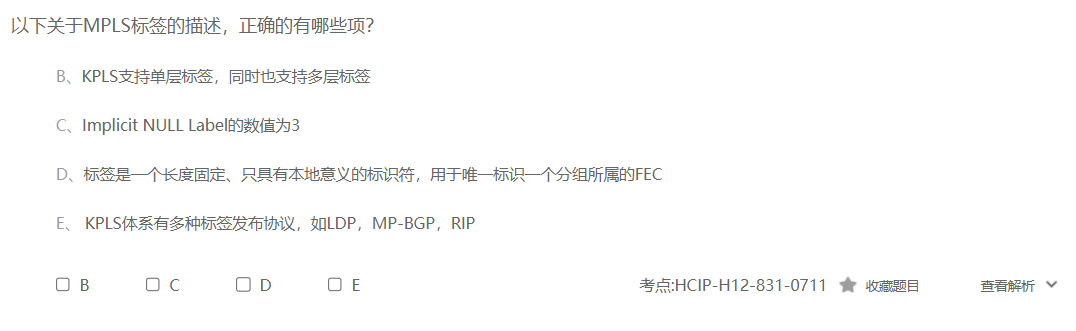 以下关于MPLS标签的描述，正确的有哪些项?
B、KPLS支持单层标签，同时也支持多层标签
C、Implicit NULL Label的数值为3
D、标签是一个长度固定、只具有本地意义的标识符，用于唯一标识一个分组所属的FEC
E、 KPLS体系有多种标签发布协议，如LDP，MP-BGP，RIP
B C D E 考点:HCIP-H12-831-0711 收藏题目 查看解析